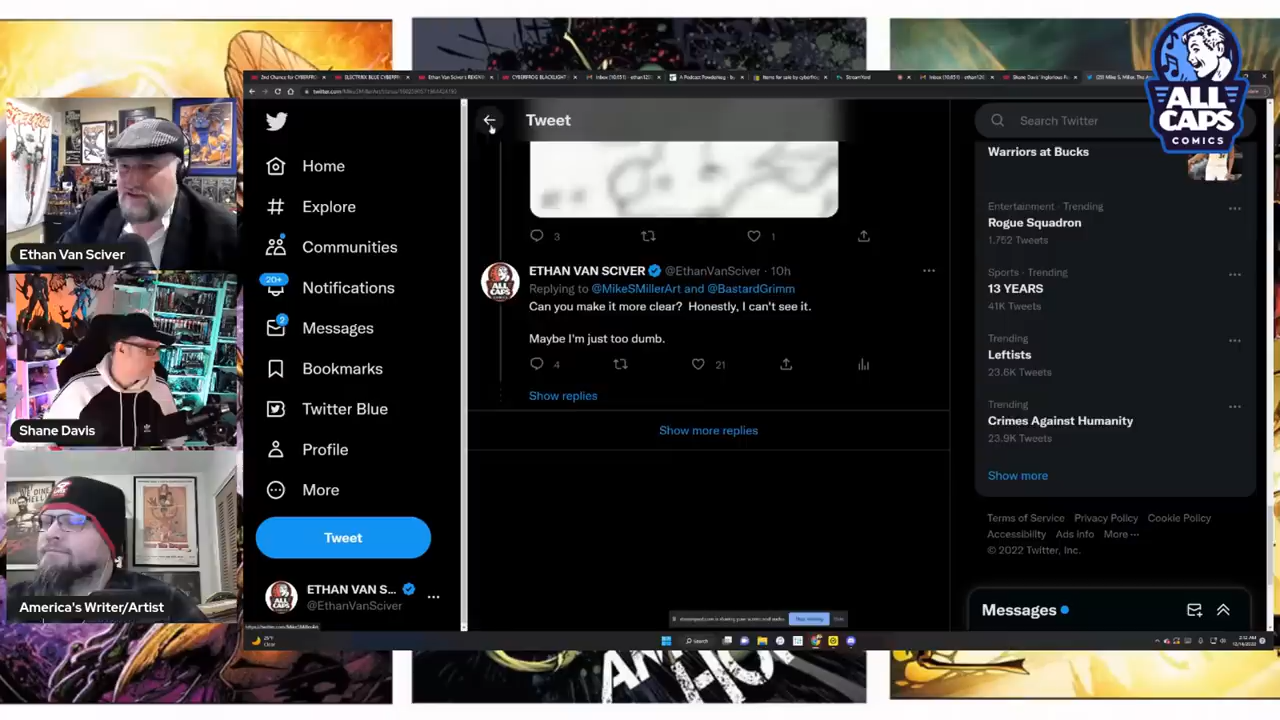 ALL
CAPS
COMICS
Ethan Van Sciver
Shane Davis
America's Writer/Artist
Home
Explore
Communities
20+
Notifications
2
Messages
Bookmarks
Twitter Blue
Profile
More
Tweet
ETHAN VAN S...
@EthanVanSciver
Tweet
3
1
ETHAN VAN SCIVER @EthanVanSciver · 10h
Replying to @MikeSMillerArt and @BastardGrimm
Can you make it more clear? Honestly, I can't see it.
Maybe I'm just too dumb.
4
21
Show replies
Show more replies
Search Twitter
Warriors at Bucks
Entertainment · Trending
Rogue Squadron
1,752 Tweets
Sports · Trending
13 YEARS
41K Tweets
Trending
Leftists
23.6K Tweets
Trending
Crimes Against Humanity
23.9K Tweets
Show more
Terms of Service Privacy Policy Cookie Policy
Accessibility Ads info More ···
© 2022 Twitter, Inc.
Messages
Search